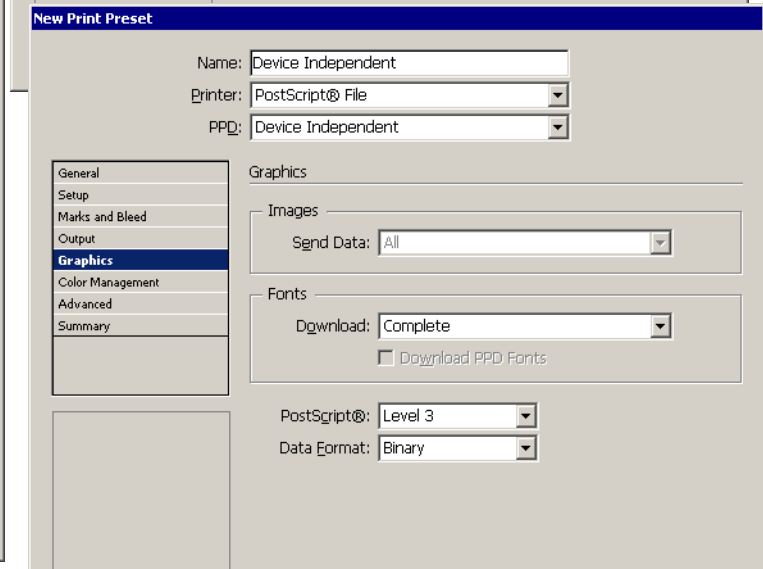 New Print Preset
Name: Device Independent
Printer: PostScript® File
PPD: Device Independent
General
Setup
Marks and Bleed
Output
Graphics
Color Management
Advanced
Summary
Graphics
Images
Send Data: All
Fonts
Download: Complete
Download PPD Fonts
PostScript®: Level 3
Data Format: Binary